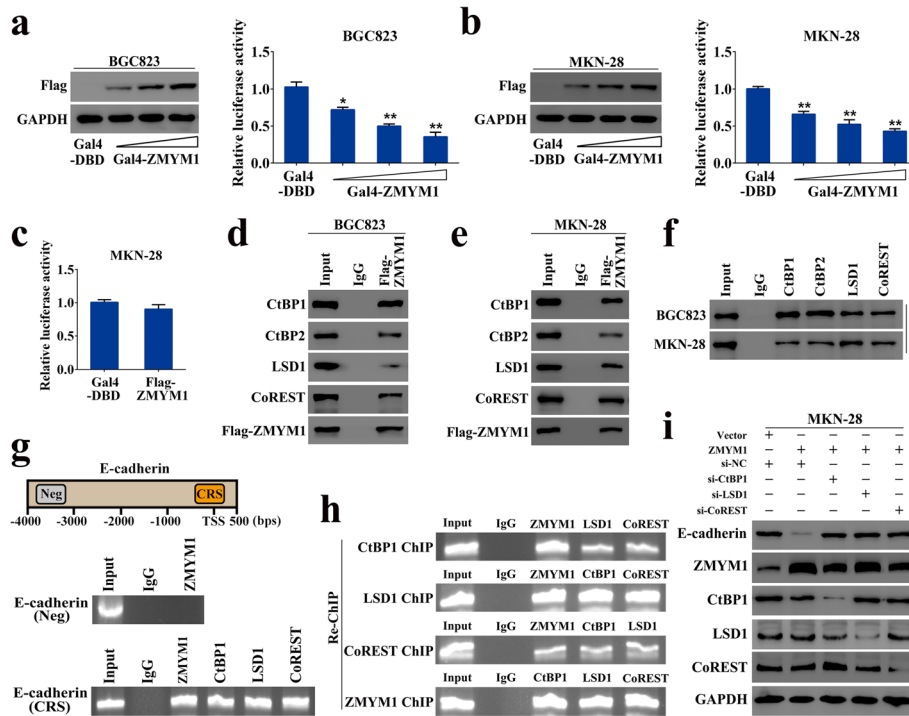 a
BGC823
Flag
GAPDH
Gal4
-DBD
Gal4-ZMYM1
BGC823
Relative luciferase activity
1.5
1.0
0.5
0.0
*
**
**
Gal4
-DBD
Gal4-ZMYM1
b
MKN-28
Flag
GAPDH
Gal4
-DBD
Gal4-ZMYM1
MKN-28
Relative luciferase activity
1.5
1.0
0.5
0.0
**
**
**
Gal4
-DBD
Gal4-ZMYM1
c
MKN-28
Relative luciferase activity
1.5
1.0
0.5
0.0
Gal4
-DBD
Flag-
ZMYM1
d
BGC823
Input
IgG
Flag-
ZMYM1
CtBP1
CtBP2
LSD1
CoREST
Flag-ZMYM1
e
MKN-28
Input
IgG
Flag-
ZMYM1
CtBP1
CtBP2
LSD1
CoREST
Flag-ZMYM1
f
Input
IgG
CtBP1
CtBP2
LSD1
CoREST
BGC823
MKN-28
g
E-cadherin
Neg
CRS
-4000 -3000 -2000 -1000 TSS 500 (bps)
Input
IgG
ZMYM1
E-cadherin
(Neg)
Input
IgG
ZMYM1
CtBP1
LSD1
CoREST
E-cadherin
(CRS)
h
Re-ChIP
Input IgG ZMYM1 LSD1 CoREST
CtBP1 ChIP
Input IgG ZMYM1 CtBP1 CoREST
LSD1 ChIP
Input IgG ZMYM1 CtBP1 LSD1
CoREST ChIP
Input IgG CtBP1 LSD1 CoREST
ZMYM1 ChIP
i
MKN-28
Vector + − − − −
ZMYM1 − + + + +
si-NC + + − − −
si-CtBP1 − − + − −
si-LSD1 − − − + −
si-CoREST − − − − +
E-cadherin
ZMYM1
CtBP1
LSD1
CoREST
GAPDH